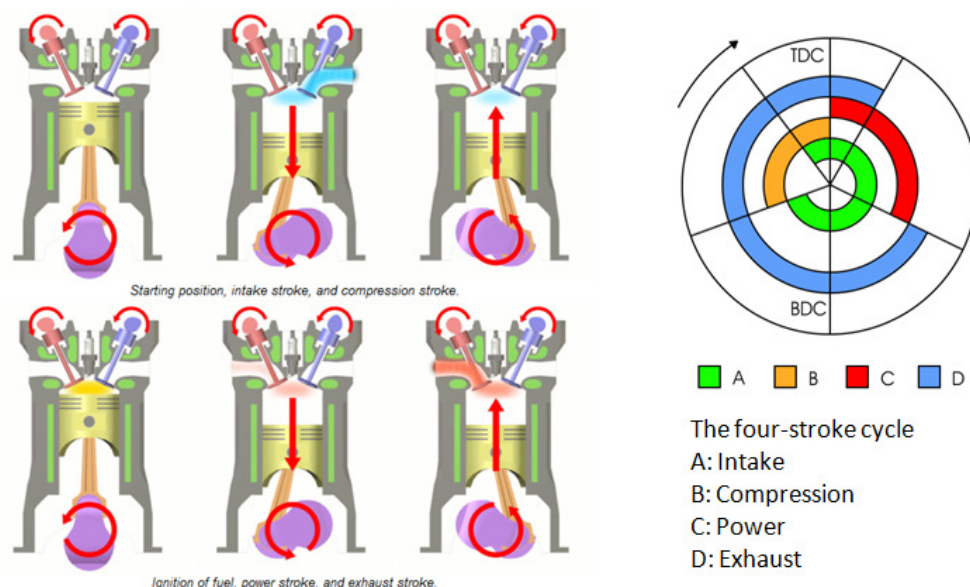 Starting position, intake stroke, and compression stroke.
Ignition of fuel, power stroke, and exhaust stroke.
TDC
BDC
A B C D
The four-stroke cycle
A: Intake
B: Compression
C: Power
D: Exhaust